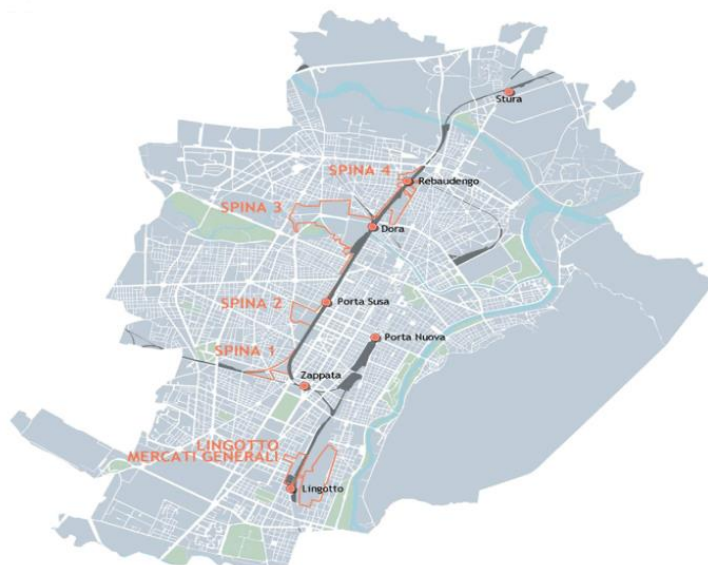 Stura
SPINA 4
Rebaudengo
SPINA 3
Dora
SPINA 2
Porta Susa
Porta Nuova
SPINA 1
Zappata
LINGOTTO
MERCATI GENERALI
Lingotto